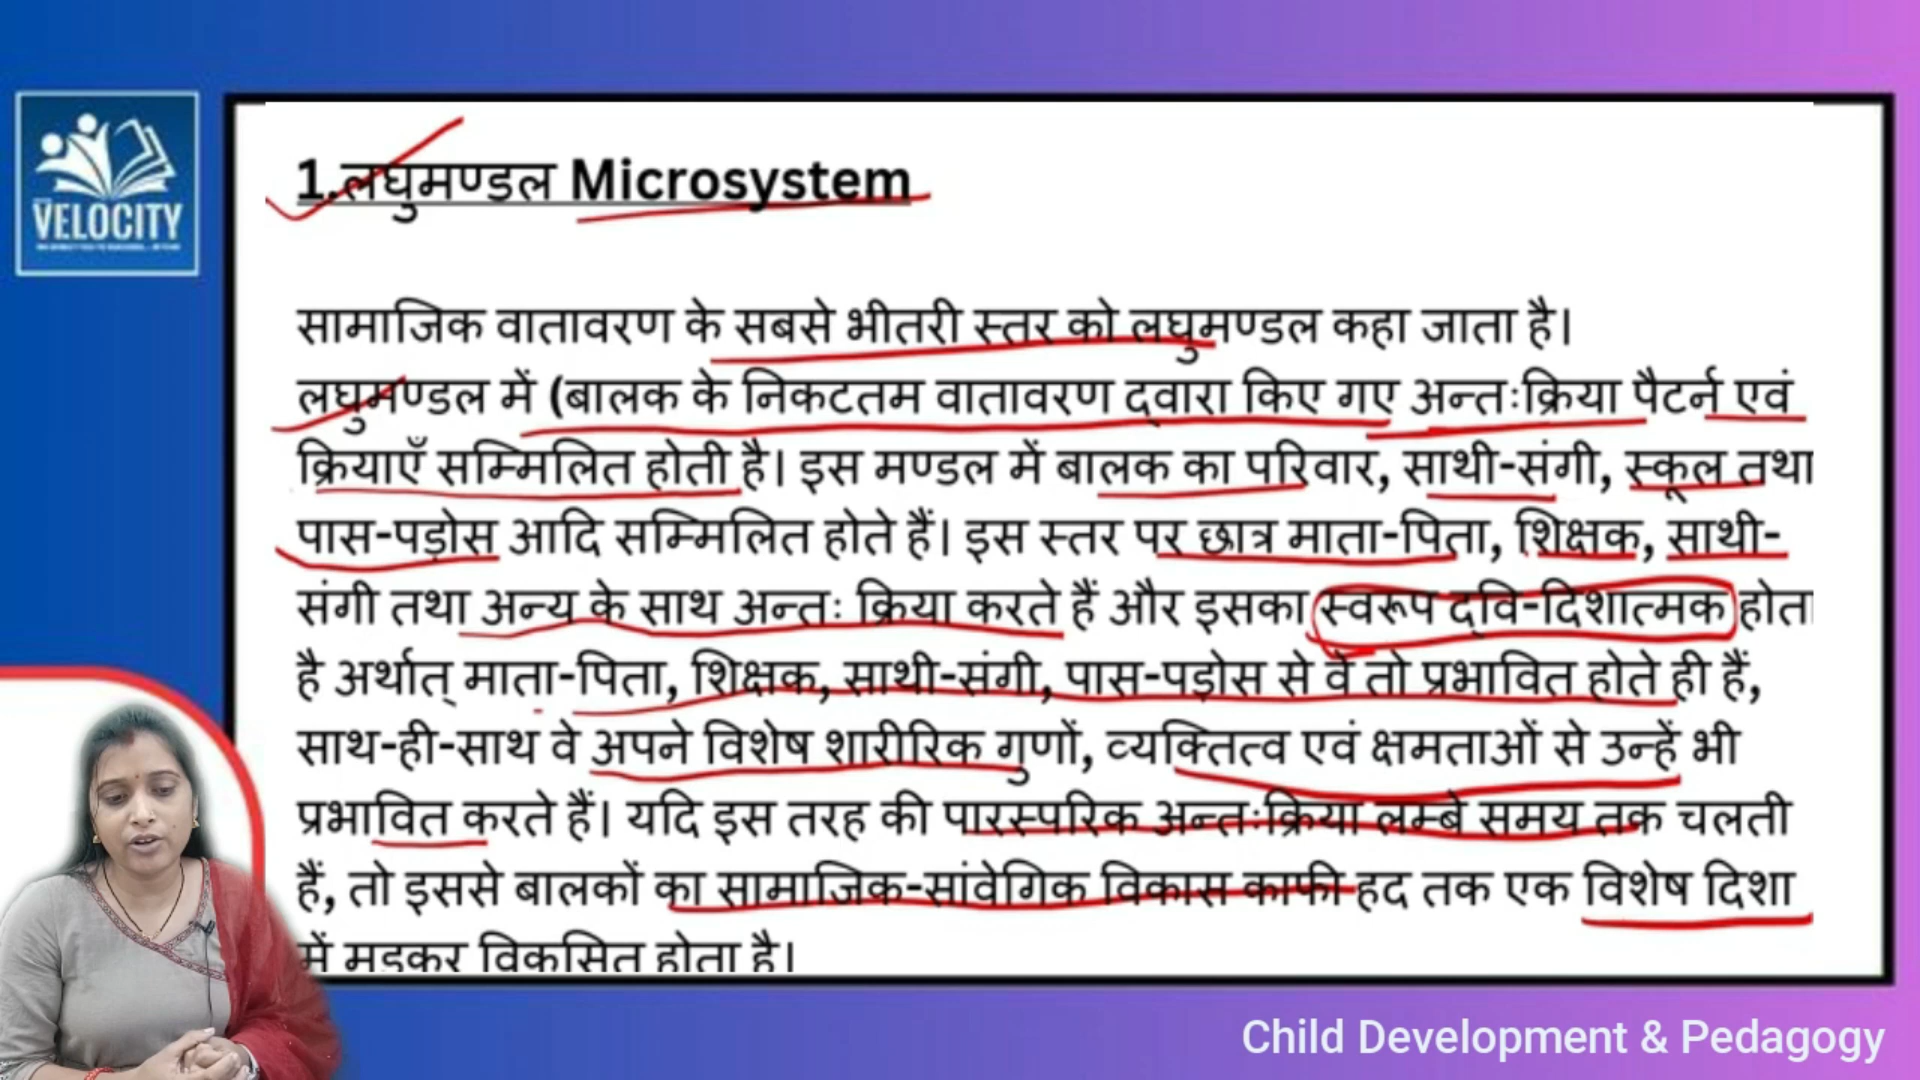 VELOCITY
1.लघुमण्डल Microsystem
सामाजिक वातावरण के सबसे भीतरी स्तर को लघुमण्डल कहा जाता है।
लघुमण्डल में (बालक के निकटतम वातावरण द्वारा किए गए अन्तःक्रिया पैटर्न एवं
क्रियाएँ सम्मिलित होती है। इस मण्डल में बालक का परिवार, साथी-संगी, स्कूल तथा
पास-पड़ोस आदि सम्मिलित होते हैं। इस स्तर पर छात्र माता-पिता, शिक्षक, साथी-
संगी तथा अन्य के साथ अन्तः क्रिया करते हैं और इसका स्वरूप द्वि-दिशात्मक होता
है अर्थात् माता-पिता, शिक्षक, साथी-संगी, पास-पड़ोस से वे तो प्रभावित होते ही हैं,
साथ-ही-साथ वे अपने विशेष शारीरिक गुणों, व्यक्तित्व एवं क्षमताओं से उन्हें भी
प्रभावित करते हैं। यदि इस तरह की पारस्परिक अन्तःक्रिया लम्बे समय तक चलती
हैं, तो इससे बालकों का सामाजिक-सांवेगिक विकास काफी हद तक एक विशेष दिशा
में मुड़कर विकसित होता है।
Child Development & Pedagogy